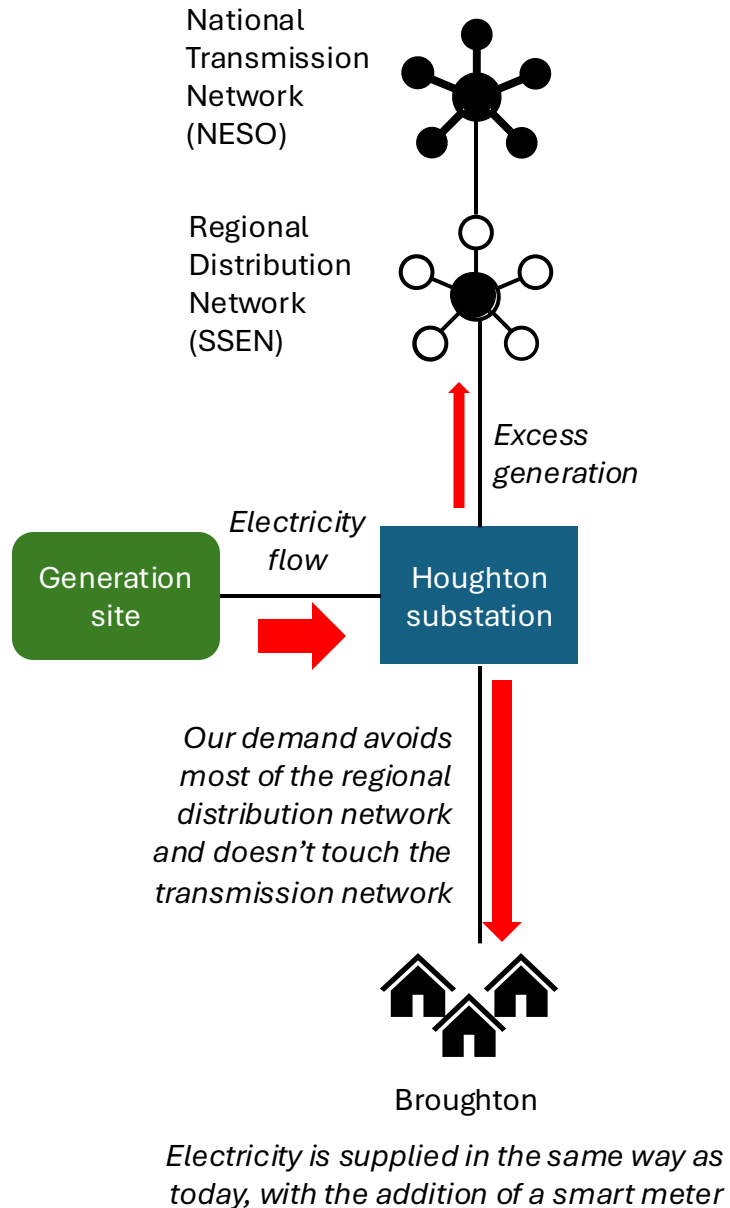 National
Transmission
Network
(NESO)
Regional
Distribution
Network
(SSEN)
Excess
generation
Electricity
flow
Generation
site
Houghton
substation
Our demand avoids
most of the regional
distribution network
and doesn’t touch the
transmission network
Broughton
Electricity is supplied in the same way as
today, with the addition of a smart meter